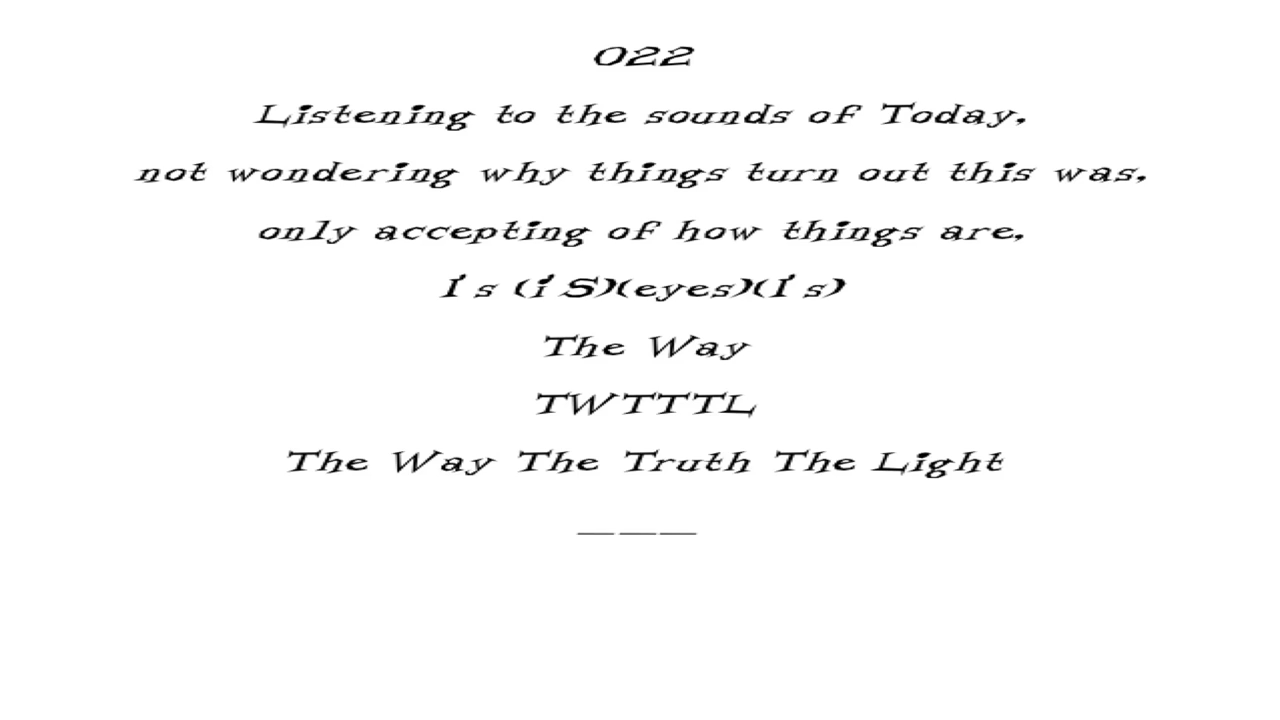 022
Listening to the sounds of Today,
not wondering why things turn out this was,
only accepting of how things are,
I's (i'S)(eyes)(I's)
The Way
TWTTTL
The Way The Truth The Light
———